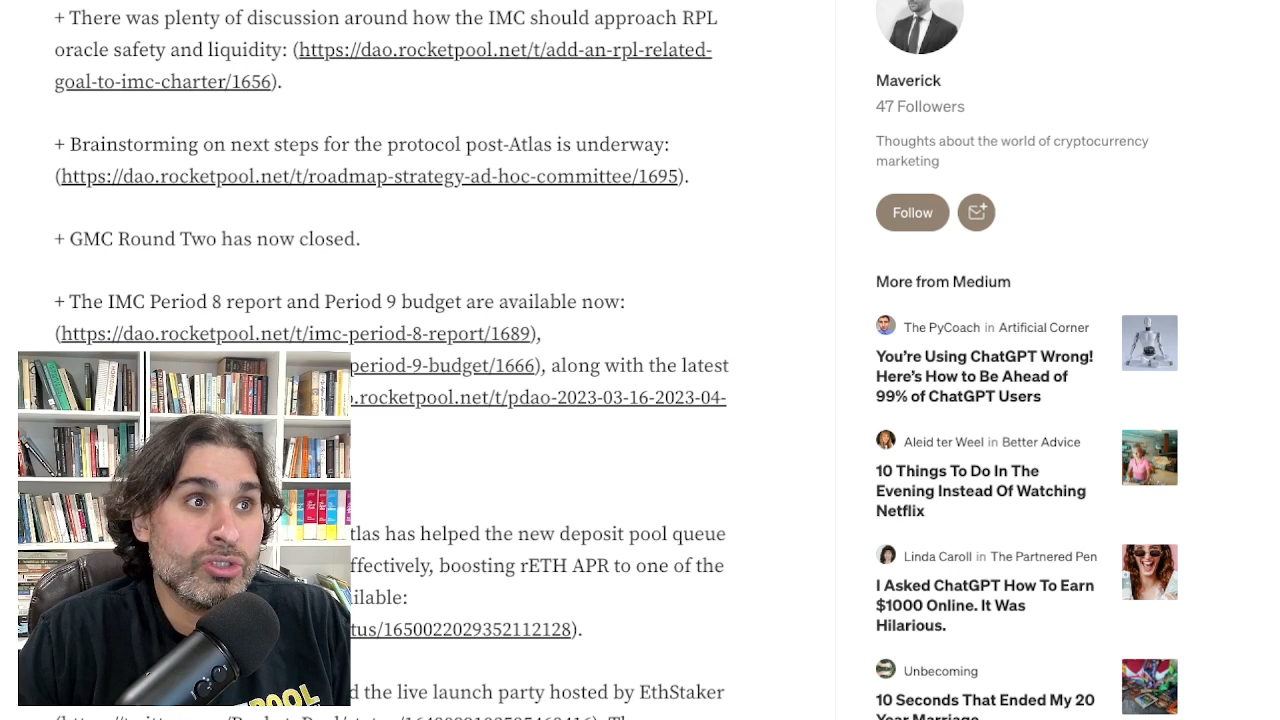 + There was plenty of discussion around how the IMC should approach RPL
oracle safety and liquidity: (https://dao.rocketpool.net/t/add-an-rpl-related-
goal-to-imc-charter/1656).
+ Brainstorming on next steps for the protocol post-Atlas is underway:
(https://dao.rocketpool.net/t/roadmap-strategy-ad-hoc-committee/1695).
+ GMC Round Two has now closed.
+ The IMC Period 8 report and Period 9 budget are available now:
(https://dao.rocketpool.net/t/imc-period-8-report/1689),
period-9-budget/1666), along with the latest
.rocketpool.net/t/pdao-2023-03-16-2023-04-
tlas has helped the new deposit pool queue
ffectively, boosting rETH APR to one of the
ilable:
tus/1650022029352112128).
d the live launch party hosted by EthStaker
Maverick
47 Followers
Thoughts about the world of cryptocurrency
marketing
Follow
More from Medium
The PyCoach in Artificial Corner
You're Using ChatGPT Wrong!
Here's How to Be Ahead of
99% of ChatGPT Users
Aleid ter Weel in Better Advice
10 Things To Do In The
Evening Instead Of Watching
Netflix
Linda Caroll in The Partnered Pen
I Asked ChatGPT How To Earn
$1000 Online. It Was
Hilarious.
Unbecoming
10 Seconds That Ended My 20
Year Marriage
POOL